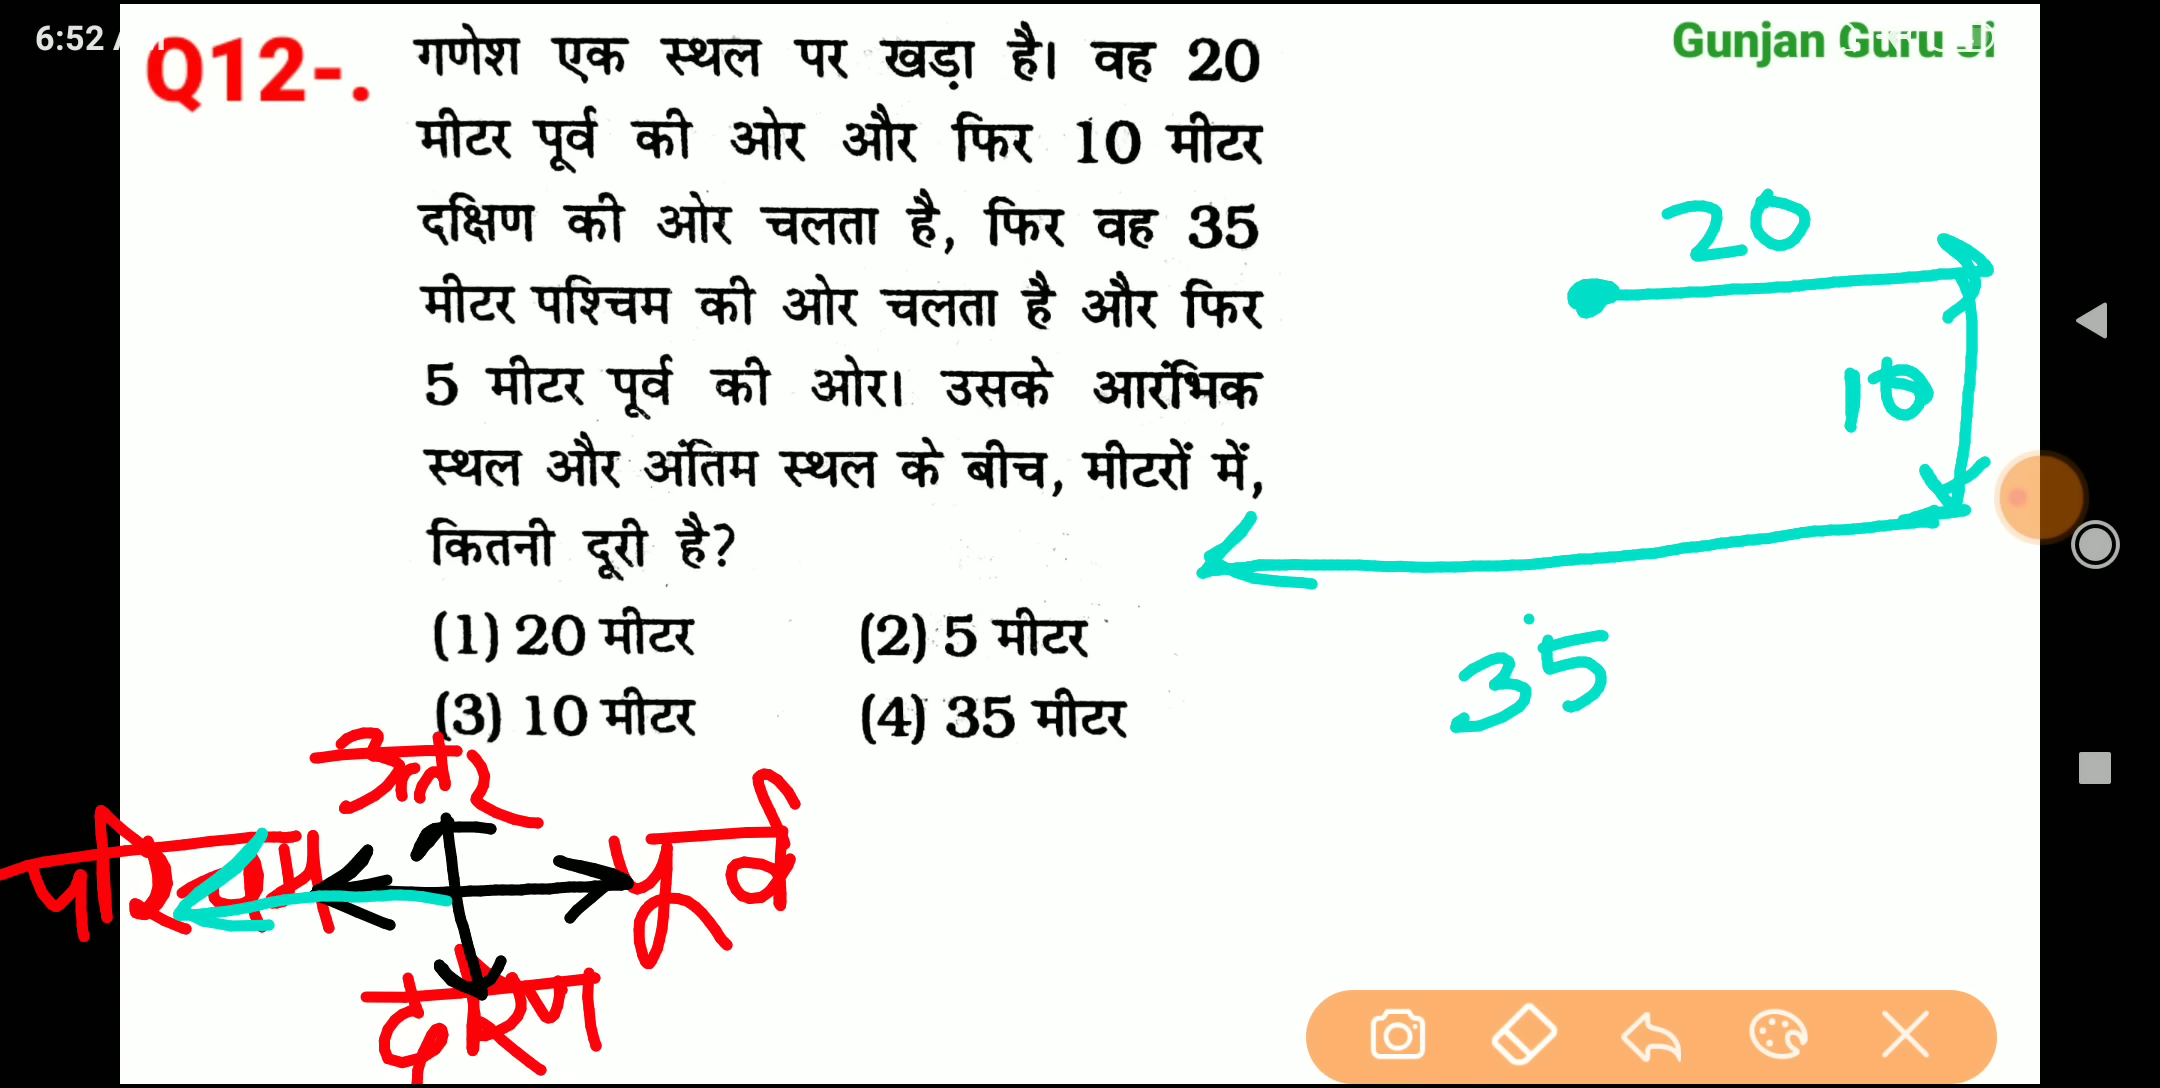 6:52 AM
Gunjan Guru Ji
Q12-. गणेश एक स्थल पर खड़ा है। वह 20
मीटर पूर्व की ओर और फिर 10 मीटर
दक्षिण की ओर चलता है, फिर वह 35
मीटर पश्चिम की ओर चलता है और फिर
5 मीटर पूर्व की ओर। उसके आरंभिक
स्थल और अंतिम स्थल के बीच, मीटरों में,
कितनी दूरी है?
(1) 20 मीटर (2) 5 मीटर
(3) 10 मीटर (4) 35 मीटर
20
10
35
उत्तर
पश्चिम
पूर्व
दक्षिण